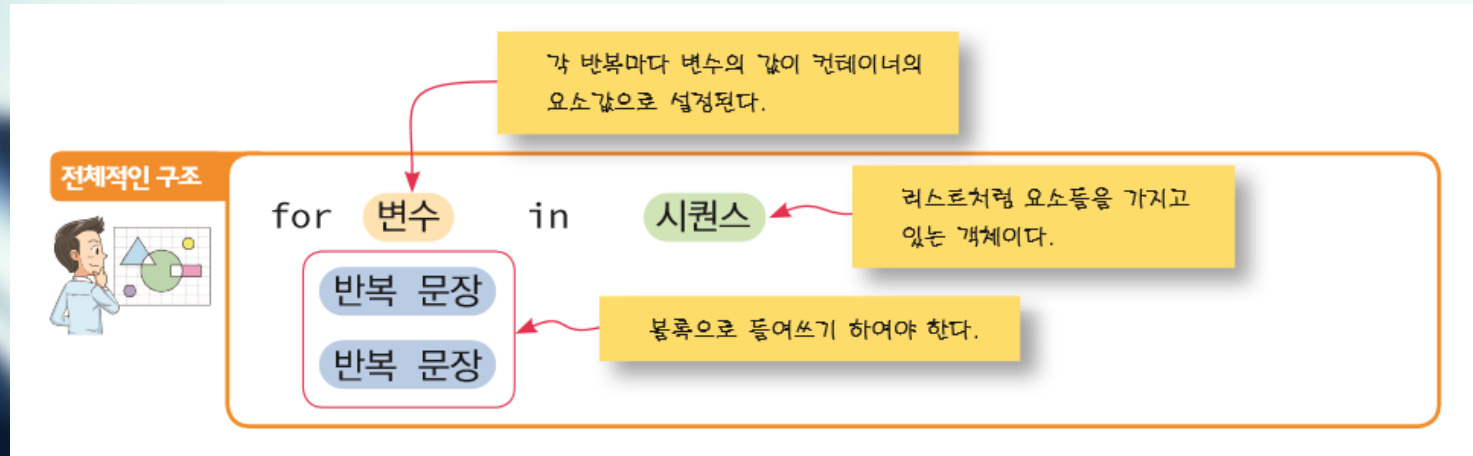 각 반복마다 변수의 값이 컨테이너의
요소값으로 설정된다.
전체적인 구조
for 변수 in 시퀀스
리스트처럼 요소들을 가지고
있는 객체이다.
반복 문장
블록으로 들여쓰기 하여야 한다.
반복 문장